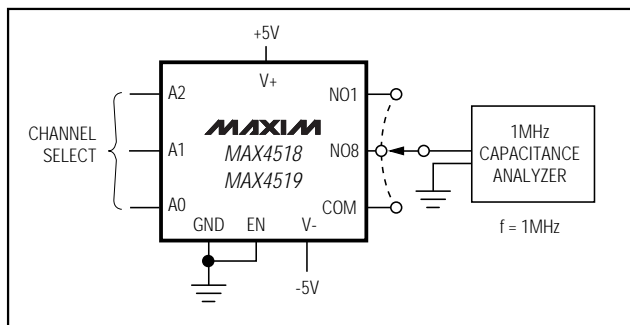 +5V
V+
A2
NO1
CHANNEL
SELECT
A1
MAXIM
MAX4518
MAX4519
NO8
1MHz
CAPACITANCE
ANALYZER
A0
COM
GND
EN
V-
f = 1MHz
-5V